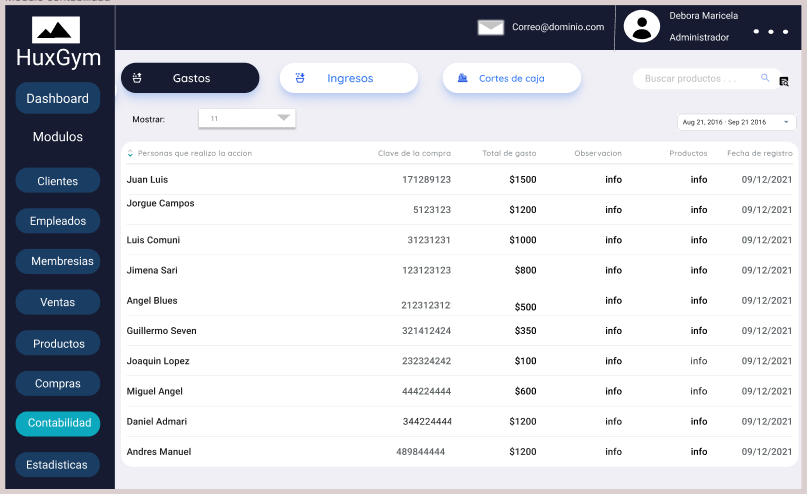 Modulo Contabilidad
HuxGym
Correo@dominio.com
Debora Maricela
Administrador
Dashboard
Modulos
Clientes
Empleados
Membresias
Ventas
Productos
Compras
Contabilidad
Estadisticas
Gastos
Ingresos
Cortes de caja
Buscar productos . . .
Mostrar:
11
Aug 21, 2016 - Sep 21 2016
Personas que realizo la accion Clave de la compra Total de gasto Observacion Productos Fecha de registro
Juan Luis 171289123 $1500 info info 09/12/2021
Jorgue Campos 5123123 $1200 info info 09/12/2021
Luis Comuni 31231231 $1000 info info 09/12/2021
Jimena Sari 123123123 $800 info info 09/12/2021
Angel Blues 212312312 $500 info info 09/12/2021
Guillermo Seven 321412424 $350 info info 09/12/2021
Joaquin Lopez 232324242 $100 info info 09/12/2021
Miguel Angel 444224444 $600 info info 09/12/2021
Daniel Admari 344224444 $1200 info info 09/12/2021
Andres Manuel 489844444 $1200 info info 09/12/2021